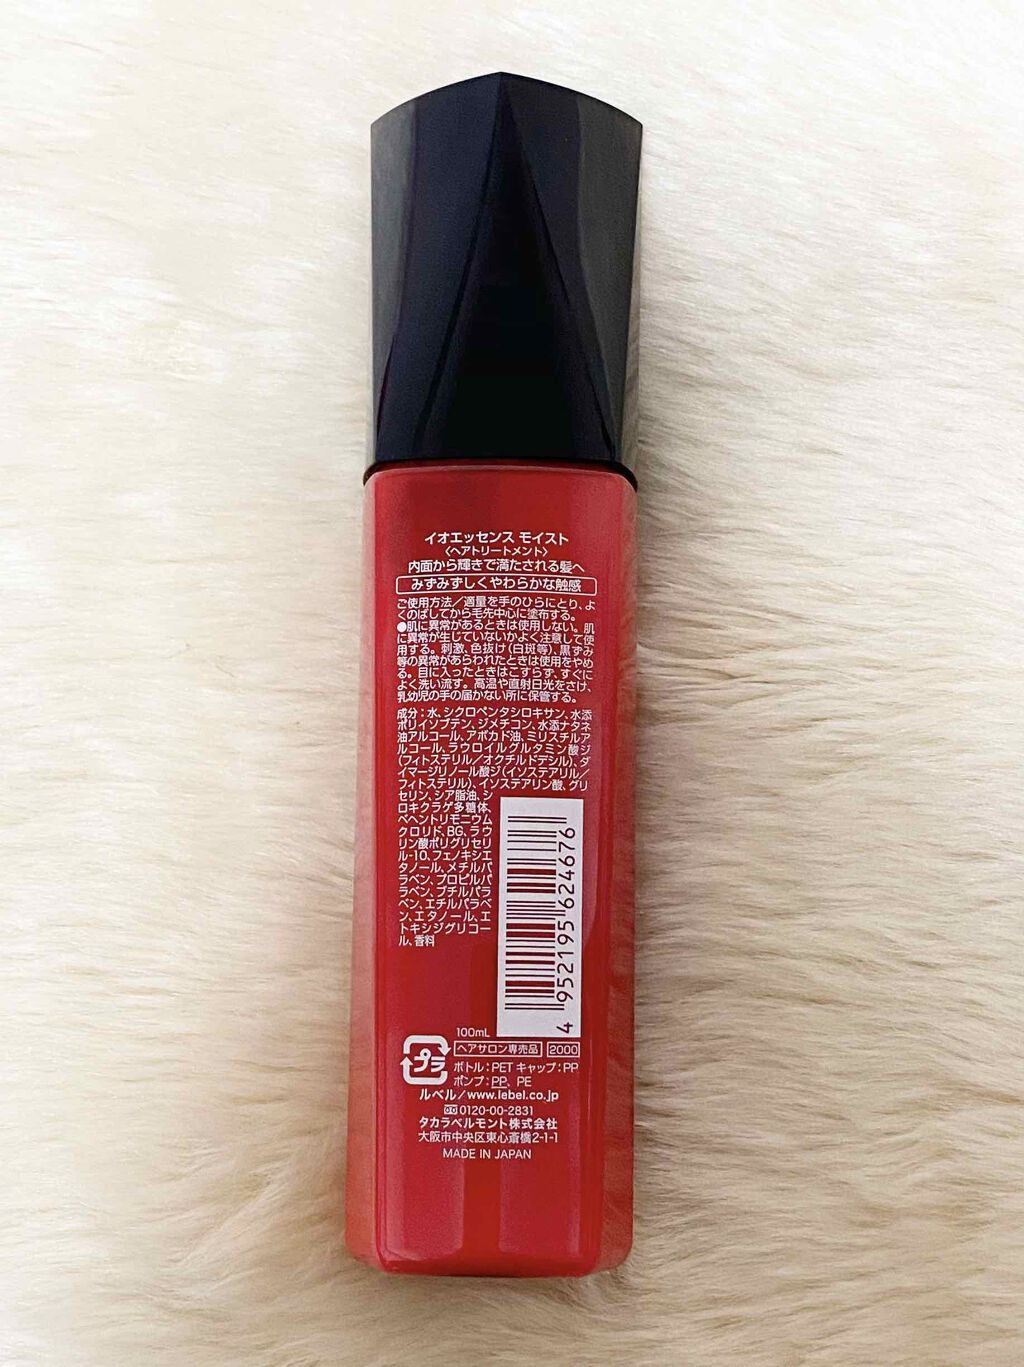 イオエッセンス モイスト
〈ヘアトリートメント〉
内面から輝きで満たされる髪へ
みずみずしくやわらかな触感
ご使用方法／適量を手のひらにとり、よ
くのばしてから毛先中心に塗布する。
●肌に異常があるときは使用しない。肌
に異常が生じていないかよく注意して使
用する。刺激、色抜け(白斑等)、黒ずみ
等の異常があらわれたときは使用をやめ
る。目に入ったときはこすらず、すぐに
よく洗い流す。高温や直射日光をさけ、
乳幼児の手の届かない所に保管する。
成分：水、シクロペンタシロキサン、水添
ポリイソブテン、ジメチコン、水添ナタネ
油アルコール、アボカド油、ミリスチルア
ルコール、ラウロイルグルタミン酸ジ
(フィトステリル／オクチルドデシル)、ダ
イマージリノール酸ジ(イソステアリル／
フィトステリル)、イソステアリン酸、グリ
セリン、シア脂油、シ
ロキクラゲ多糖体、
ベヘントリモニウム
クロリド、BG、ラウ
リン酸ポリグリセリ
ル-10、フェノキシエ
タノール、メチルパ
ラベン、プロピルパ
ラベン、ブチルパラ
ベン、エチルパラベ
ン、エタノール、エ
トキシジグリコー
ル、香料
4 952195 624676
100mL
ヘアサロン専売品 2000
プラ
ボトル：PET キャップ：PP
ポンプ：PP、PE
ルベル／www.lebel.co.jp
0120-00-2831
タカラベルモント株式会社
大阪市中央区東心斎橋2-1-1
MADE IN JAPAN